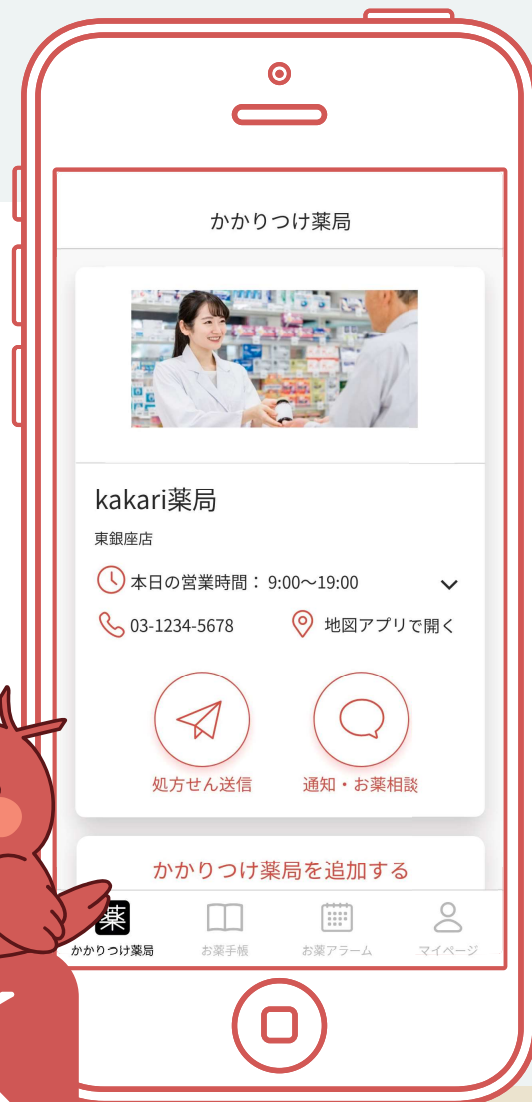 かかりつけ薬局
kakari薬局
東銀座店
本日の営業時間： 9:00〜19:00
03-1234-5678
地図アプリで開く
処方せん送信
通知・お薬相談
かかりつけ薬局を追加する
薬
かかりつけ薬局
お薬手帳
お薬アラーム
マイページ